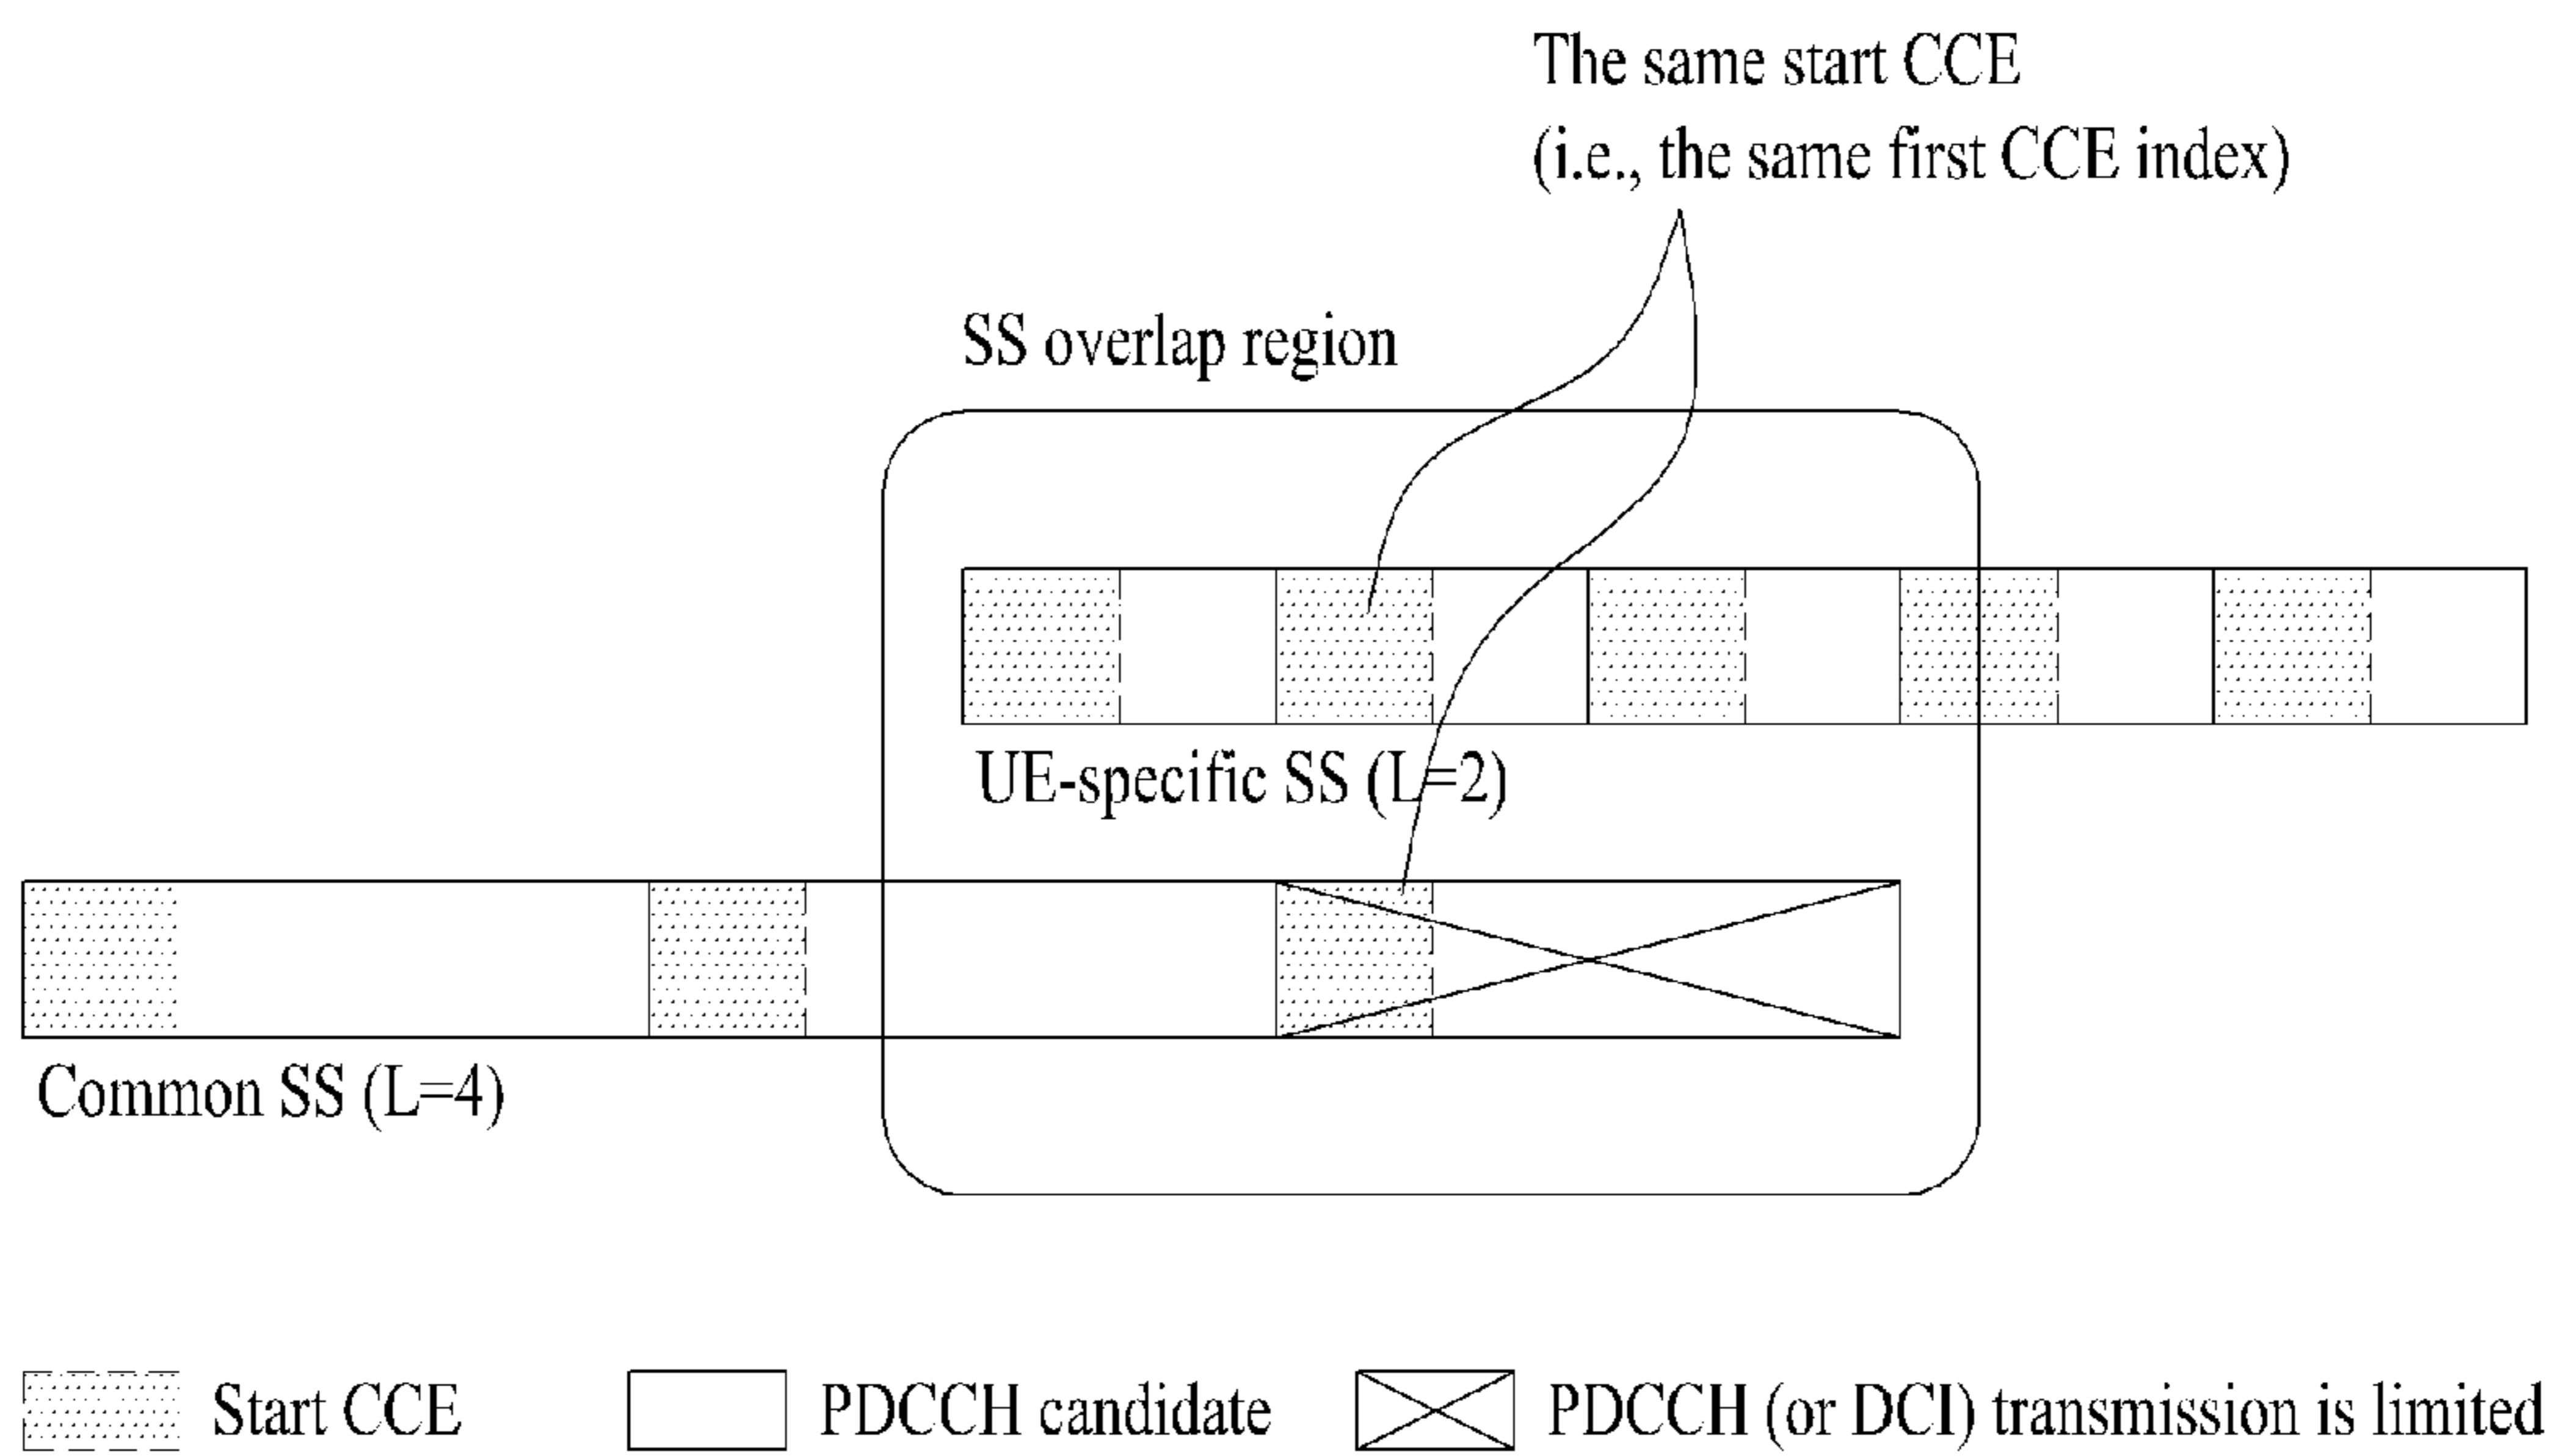 The same start CCE
(i.e., the same first CCE index)
SS overlap region
UE-specific SS (L=2)
Common SS (L=4)
Start CCE
PDCCH candidate
PDCCH (or DCI) transmission is limited